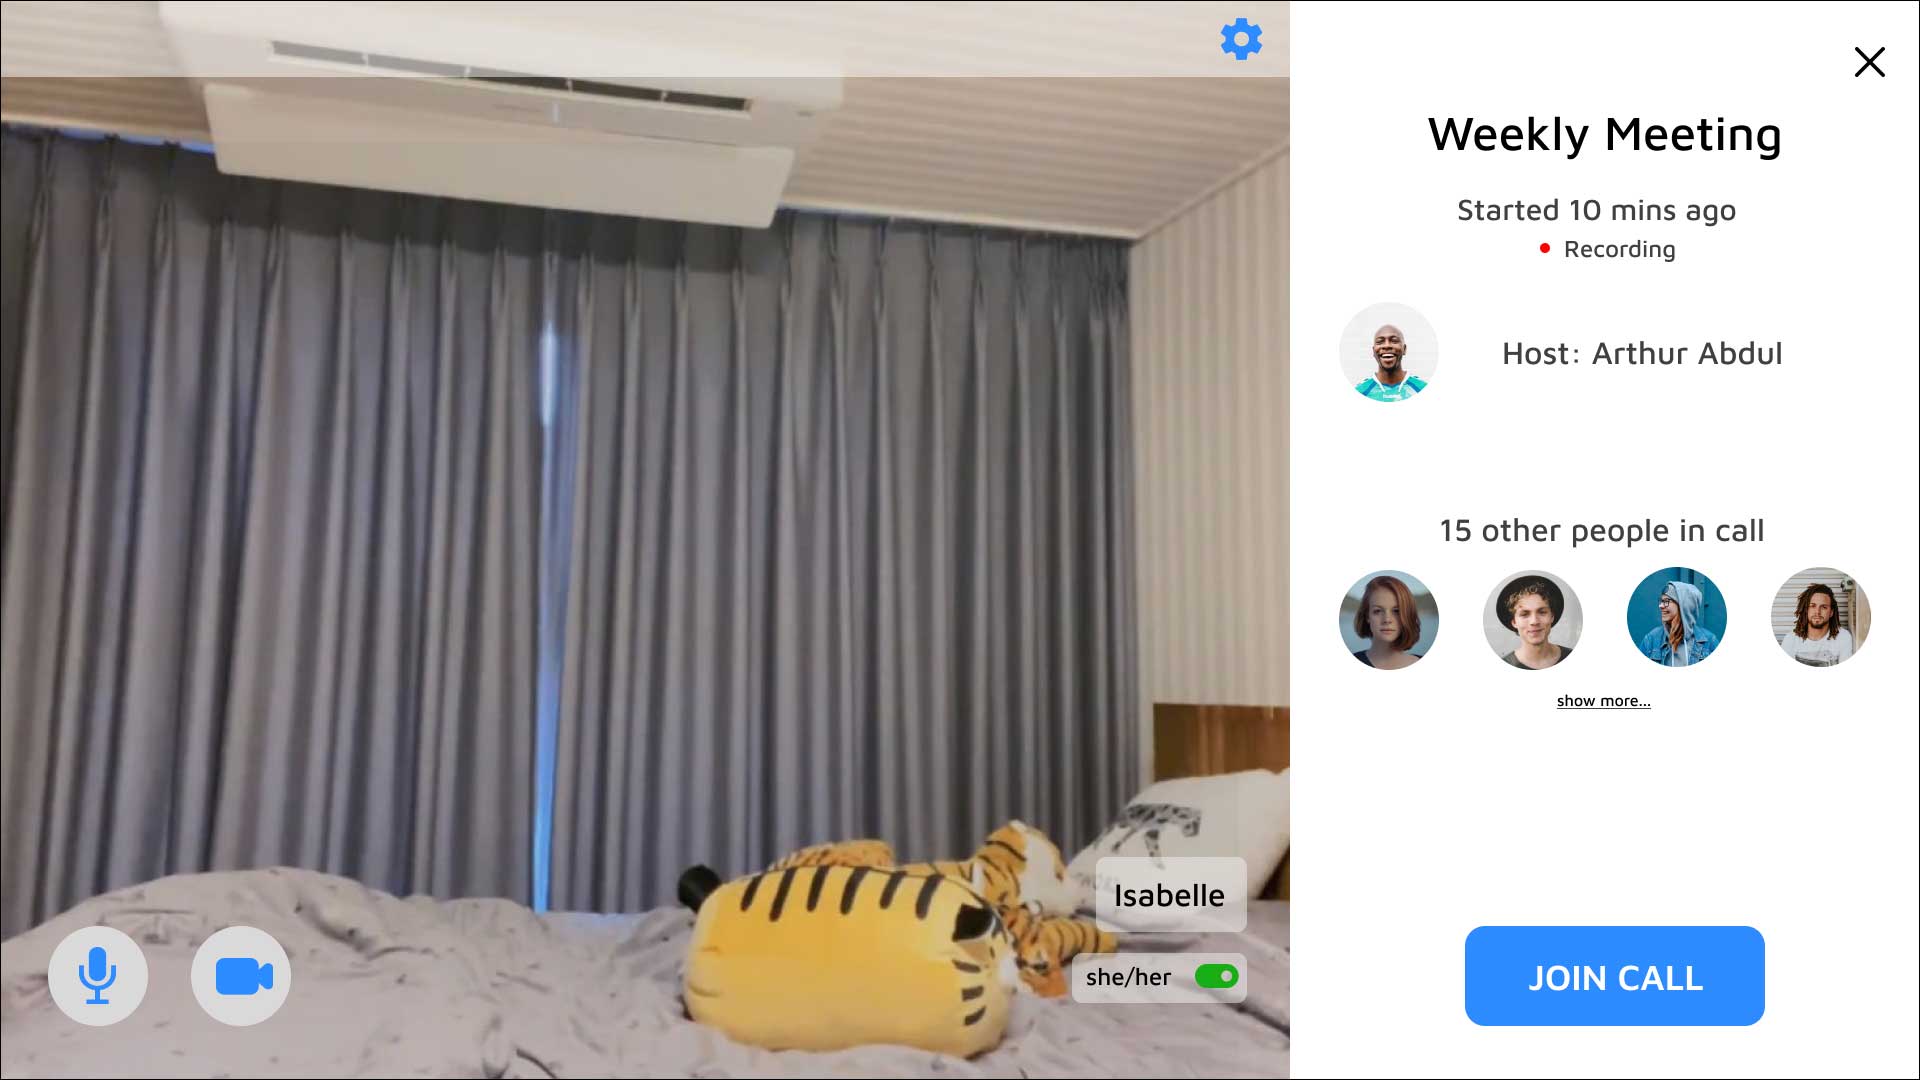 Weekly Meeting
Started 10 mins ago
Recording
Host: Arthur Abdul
15 other people in call
show more...
Isabelle
she/her
JOIN CALL